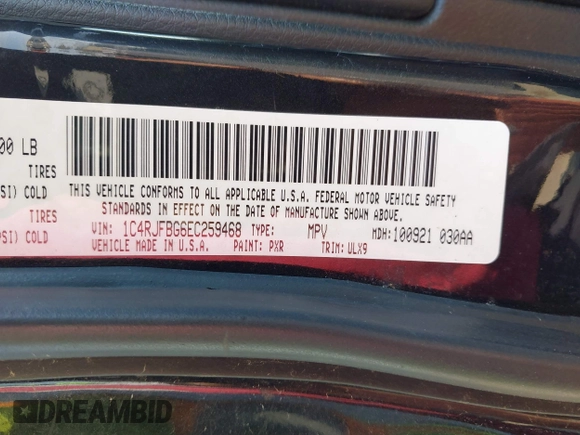 00 LB
TIRES
PSI) COLD
TIRES
PSI) COLD
THIS VEHICLE CONFORMS TO ALL APPLICABLE U.S.A. FEDERAL MOTOR VEHICLE SAFETY
STANDARDS IN EFFECT ON THE DATE OF MANUFACTURE SHOWN ABOVE.
VIN: 1C4RJFBG6EC259468 TYPE: MPV MDH: 100921 030AA
VEHICLE MADE IN U.S.A. PAINT: PXR TRIM: ULX9
DREAMBID